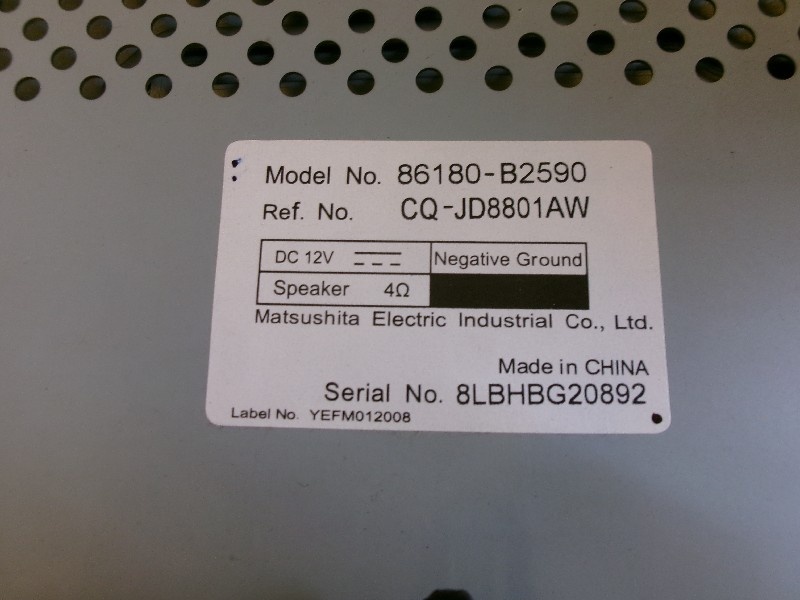 Model No. 86180-B2590
Ref. No. CQ-JD8801AW
DC 12V Negative Ground
Speaker 4Ω
Matsushita Electric Industrial Co., Ltd.
Made in CHINA
Serial No. 8LBHBG20892
Label No. YEFM012008